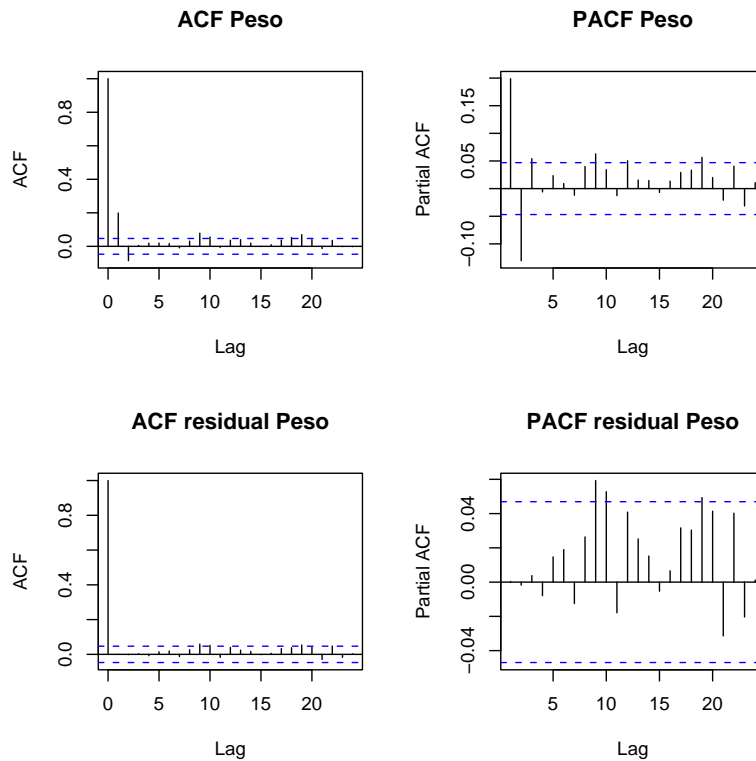 ACF Peso
ACF
0.0
0.4
0.8
0 5 10 15 20
Lag
PACF Peso
Partial ACF
−0.10
0.05
0.15
5 10 15 20
Lag
ACF residual Peso
ACF
0.0
0.4
0.8
0 5 10 15 20
Lag
PACF residual Peso
Partial ACF
−0.04
0.00
0.04
5 10 15 20
Lag